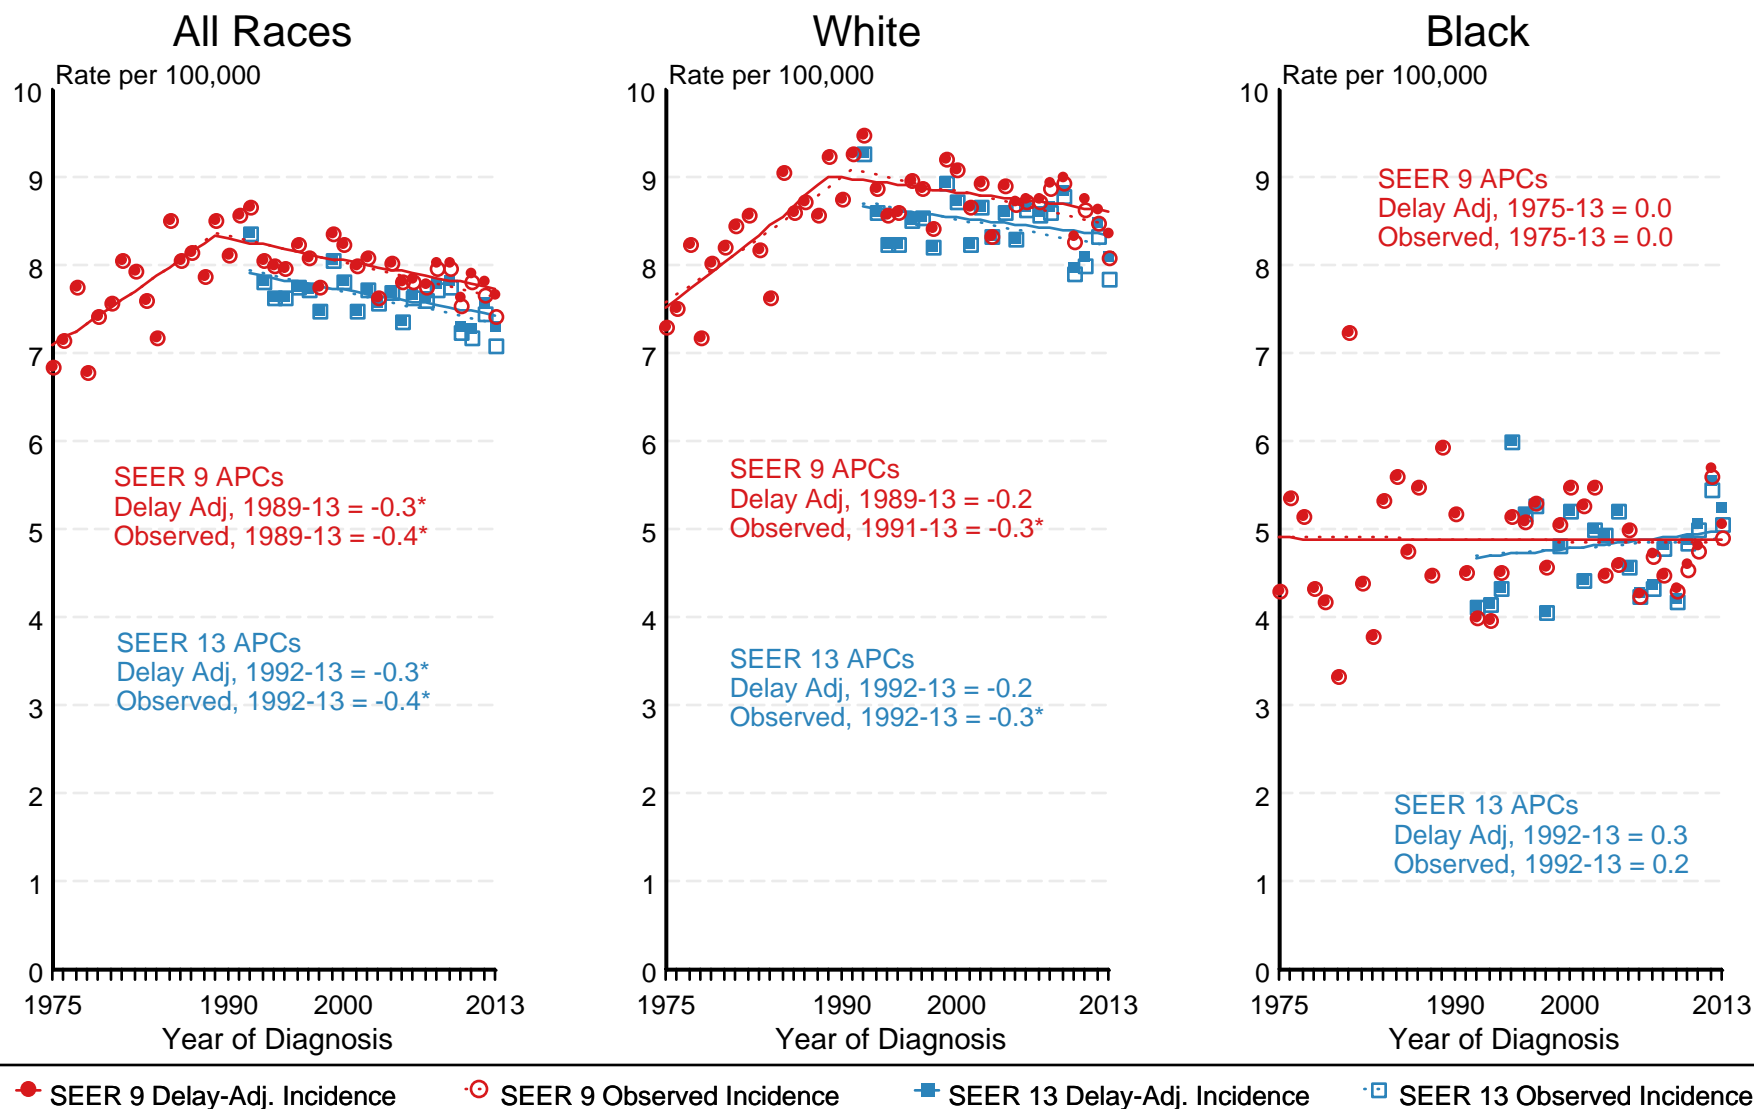 All Races
Rate per 100,000
10
9
8
7
6
5
4
3
2
1
0
SEER 9 APCs
Delay Adj, 1989-13 = -0.3*
Observed, 1989-13 = -0.4*
SEER 13 APCs
Delay Adj, 1992-13 = -0.3*
Observed, 1992-13 = -0.4*
1975 1990 2000 2013
Year of Diagnosis
White
Rate per 100,000
10
9
8
7
6
5
4
3
2
1
0
SEER 9 APCs
Delay Adj, 1989-13 = -0.2
Observed, 1991-13 = -0.3*
SEER 13 APCs
Delay Adj, 1992-13 = -0.2
Observed, 1992-13 = -0.3*
1975 1990 2000 2013
Year of Diagnosis
Black
Rate per 100,000
10
9
8
7
6
5
4
3
2
1
0
SEER 9 APCs
Delay Adj, 1975-13 = 0.0
Observed, 1975-13 = 0.0
SEER 13 APCs
Delay Adj, 1992-13 = 0.3
Observed, 1992-13 = 0.2
1975 1990 2000 2013
Year of Diagnosis
SEER 9 Delay-Adj. Incidence SEER 9 Observed Incidence SEER 13 Delay-Adj. Incidence SEER 13 Observed Incidence